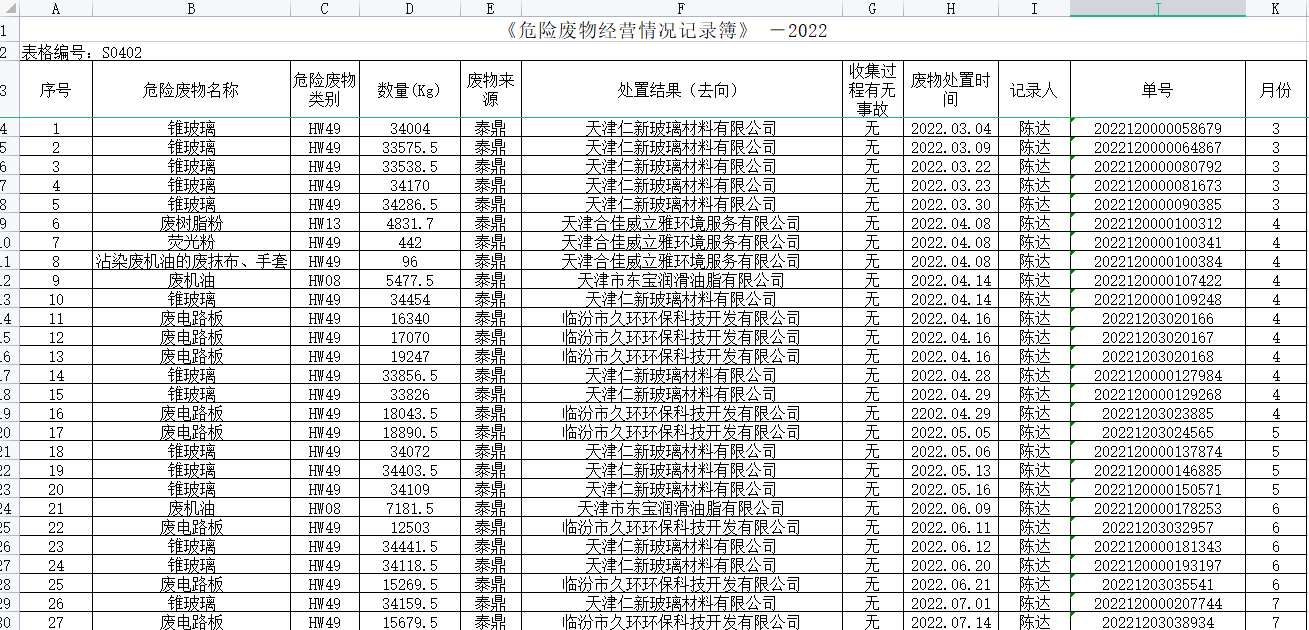 A B C D E F G H I J K
1 《危险废物经营情况记录簿》 －2022
2 表格编号：S0402
3 序号 危险废物名称 危险废物类别 数量(Kg) 废物来源 处置结果（去向） 收集过程有无事故 废物处置时间 记录人 单号 月份
4 1 锥玻璃 HW49 34004 泰鼎 天津仁新玻璃材料有限公司 无 2022.03.04 陈达 2022120000058679 3
5 2 锥玻璃 HW49 33575.5 泰鼎 天津仁新玻璃材料有限公司 无 2022.03.09 陈达 2022120000064867 3
6 3 锥玻璃 HW49 33538.5 泰鼎 天津仁新玻璃材料有限公司 无 2022.03.22 陈达 2022120000080792 3
7 4 锥玻璃 HW49 34170 泰鼎 天津仁新玻璃材料有限公司 无 2022.03.23 陈达 2022120000081673 3
8 5 锥玻璃 HW49 34286.5 泰鼎 天津仁新玻璃材料有限公司 无 2022.03.30 陈达 2022120000090385 3
9 6 废树脂粉 HW13 4831.7 泰鼎 天津合佳威立雅环境服务有限公司 无 2022.04.08 陈达 2022120000100312 4
10 7 荧光粉 HW49 442 泰鼎 天津合佳威立雅环境服务有限公司 无 2022.04.08 陈达 2022120000100341 4
11 8 沾染废机油的废抹布、手套 HW49 96 泰鼎 天津合佳威立雅环境服务有限公司 无 2022.04.08 陈达 2022120000100384 4
12 9 废机油 HW08 5477.5 泰鼎 天津市东宝润滑油脂有限公司 无 2022.04.14 陈达 2022120000107422 4
13 10 锥玻璃 HW49 34454 泰鼎 天津仁新玻璃材料有限公司 无 2022.04.14 陈达 2022120000109248 4
14 11 废电路板 HW49 16340 泰鼎 临汾市久环环保科技开发有限公司 无 2022.04.16 陈达 20221203020166 4
15 12 废电路板 HW49 17070 泰鼎 临汾市久环环保科技开发有限公司 无 2022.04.16 陈达 20221203020167 4
16 13 废电路板 HW49 19247 泰鼎 临汾市久环环保科技开发有限公司 无 2022.04.16 陈达 20221203020168 4
17 14 锥玻璃 HW49 33856.5 泰鼎 天津仁新玻璃材料有限公司 无 2022.04.28 陈达 2022120000127984 4
18 15 锥玻璃 HW49 33826 泰鼎 天津仁新玻璃材料有限公司 无 2022.04.29 陈达 2022120000129268 4
19 16 废电路板 HW49 18043.5 泰鼎 临汾市久环环保科技开发有限公司 无 2202.04.29 陈达 20221203023885 4
20 17 废电路板 HW49 18890.5 泰鼎 临汾市久环环保科技开发有限公司 无 2022.05.05 陈达 20221203024565 5
21 18 锥玻璃 HW49 34072 泰鼎 天津仁新玻璃材料有限公司 无 2022.05.06 陈达 2022120000137874 5
22 19 锥玻璃 HW49 34403.5 泰鼎 天津仁新玻璃材料有限公司 无 2022.05.13 陈达 2022120000146885 5
23 20 锥玻璃 HW49 34109 泰鼎 天津仁新玻璃材料有限公司 无 2022.05.16 陈达 2022120000150571 5
24 21 废机油 HW08 7181.5 泰鼎 天津市东宝润滑油脂有限公司 无 2022.06.09 陈达 2022120000178253 6
25 22 废电路板 HW49 12503 泰鼎 临汾市久环环保科技开发有限公司 无 2022.06.11 陈达 20221203032957 6
26 23 锥玻璃 HW49 34441.5 泰鼎 天津仁新玻璃材料有限公司 无 2022.06.12 陈达 2022120000181343 6
27 24 锥玻璃 HW49 34118.5 泰鼎 天津仁新玻璃材料有限公司 无 2022.06.20 陈达 2022120000193197 6
28 25 废电路板 HW49 15269.5 泰鼎 临汾市久环环保科技开发有限公司 无 2022.06.21 陈达 20221203035541 6
29 26 锥玻璃 HW49 34159.5 泰鼎 天津仁新玻璃材料有限公司 无 2022.07.01 陈达 2022120000207744 7
30 27 废电路板 HW49 15679.5 泰鼎 临汾市久环环保科技开发有限公司 无 2022.07.14 陈达 20221203038934 7